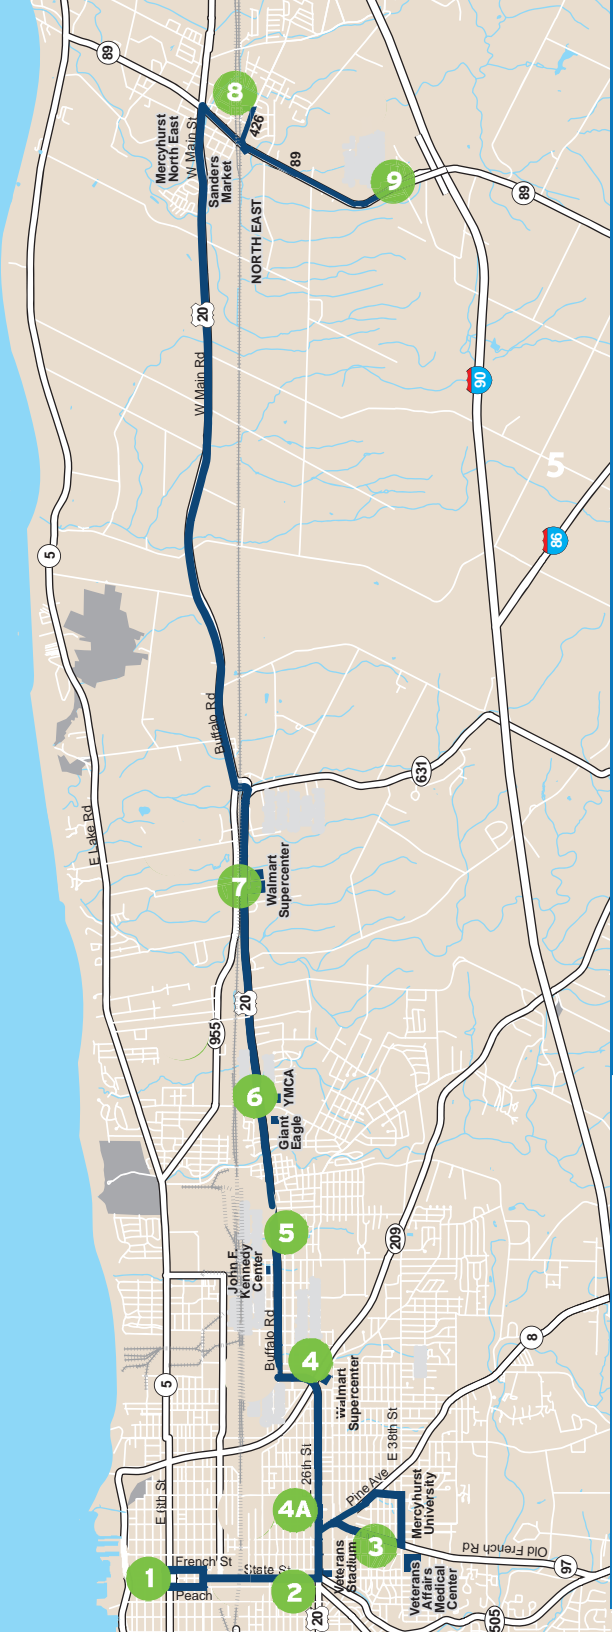 89
8
Mercyhurst
North East
W Main St
426
Sanders
Market
89
9
89
NORTH EAST
20
W Main Rd
90
5
5
86
Buffalo Rd
631
E Lake Rd
7
Walmart
Supercenter
20
955
6
YMCA
Giant
Eagle
5
John F.
Kennedy
Center
209
Buffalo Rd
4
8
5
Walmart
Supercenter
E 38th St
26th St
E 6th St
4A
Pine Ave
Mercyhurst
University
3
Old French Rd
French St
State St
1
2
Veterans
Stadium
Veterans
Affairs
Medical
Center
97
Peach
20
505